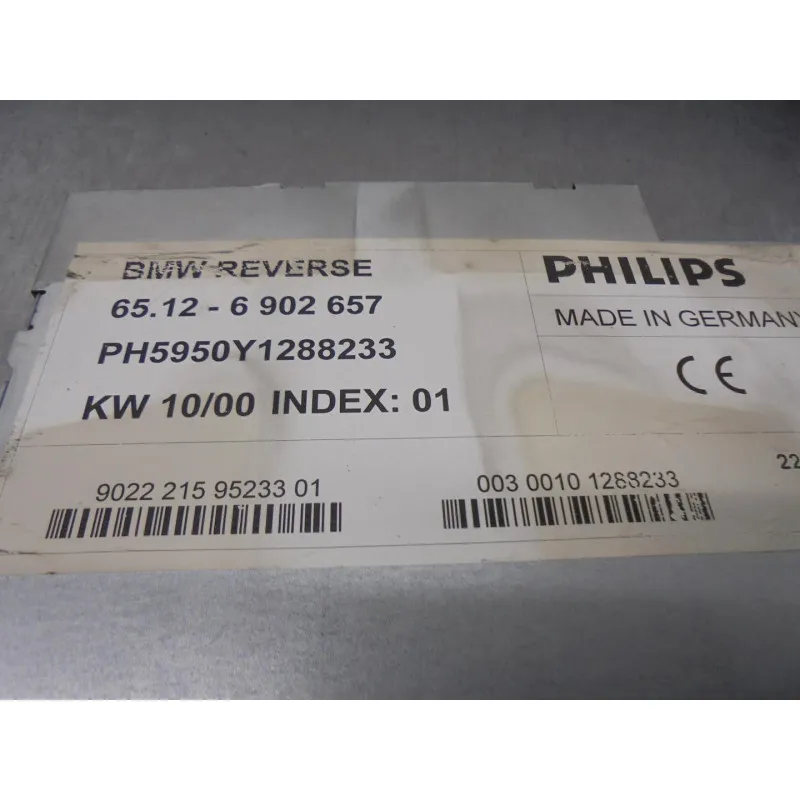 BMW REVERSE
65.12 - 6 902 657
PH5950Y1288233
KW 10/00 INDEX: 01
PHILIPS
MADE IN GERMANY
CE
22
9022 215 95233 01
003 0010 1288233